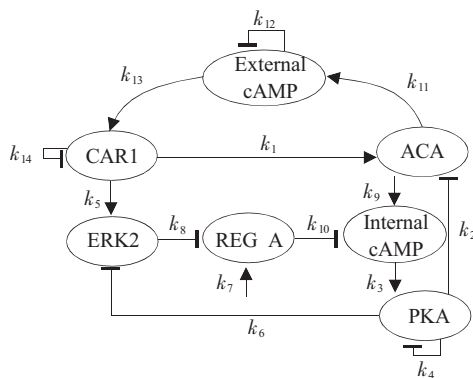 k12
External
cAMP
k13
k11
k14
CAR1
k1
ACA
k5
k9
k2
ERK2
k8
REG A
k10
Internal
cAMP
k7
k3
k6
PKA
k4